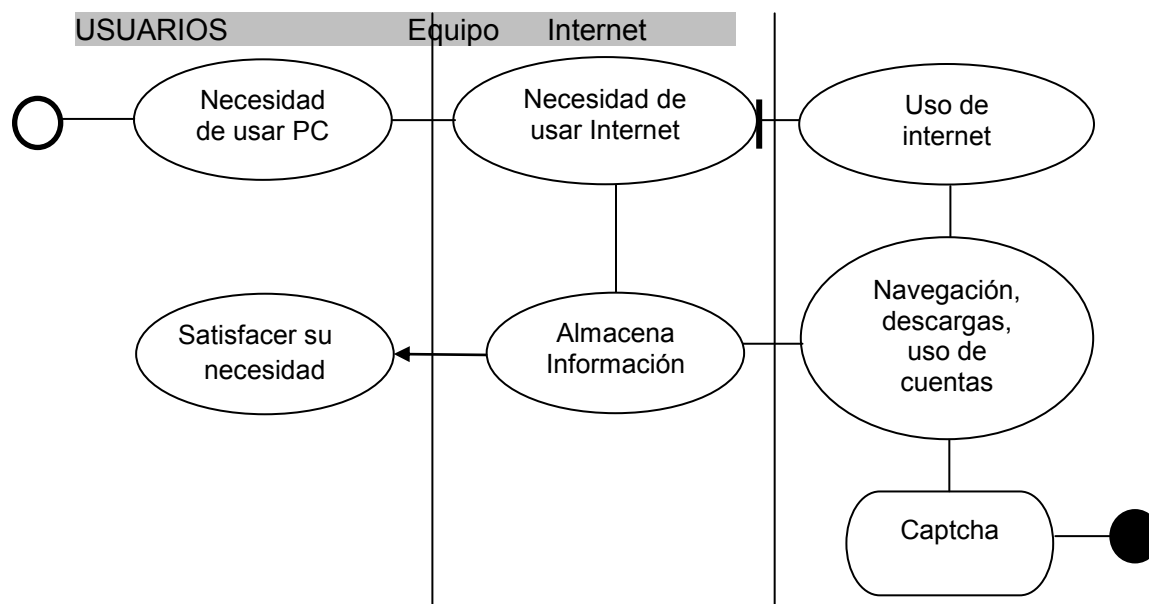 USUARIOS Equipo Internet
Necesidad
de usar PC
Necesidad de
usar Internet
Uso de
internet
Satisfacer su
necesidad
Almacena
Información
Navegación,
descargas,
uso de
cuentas
Captcha